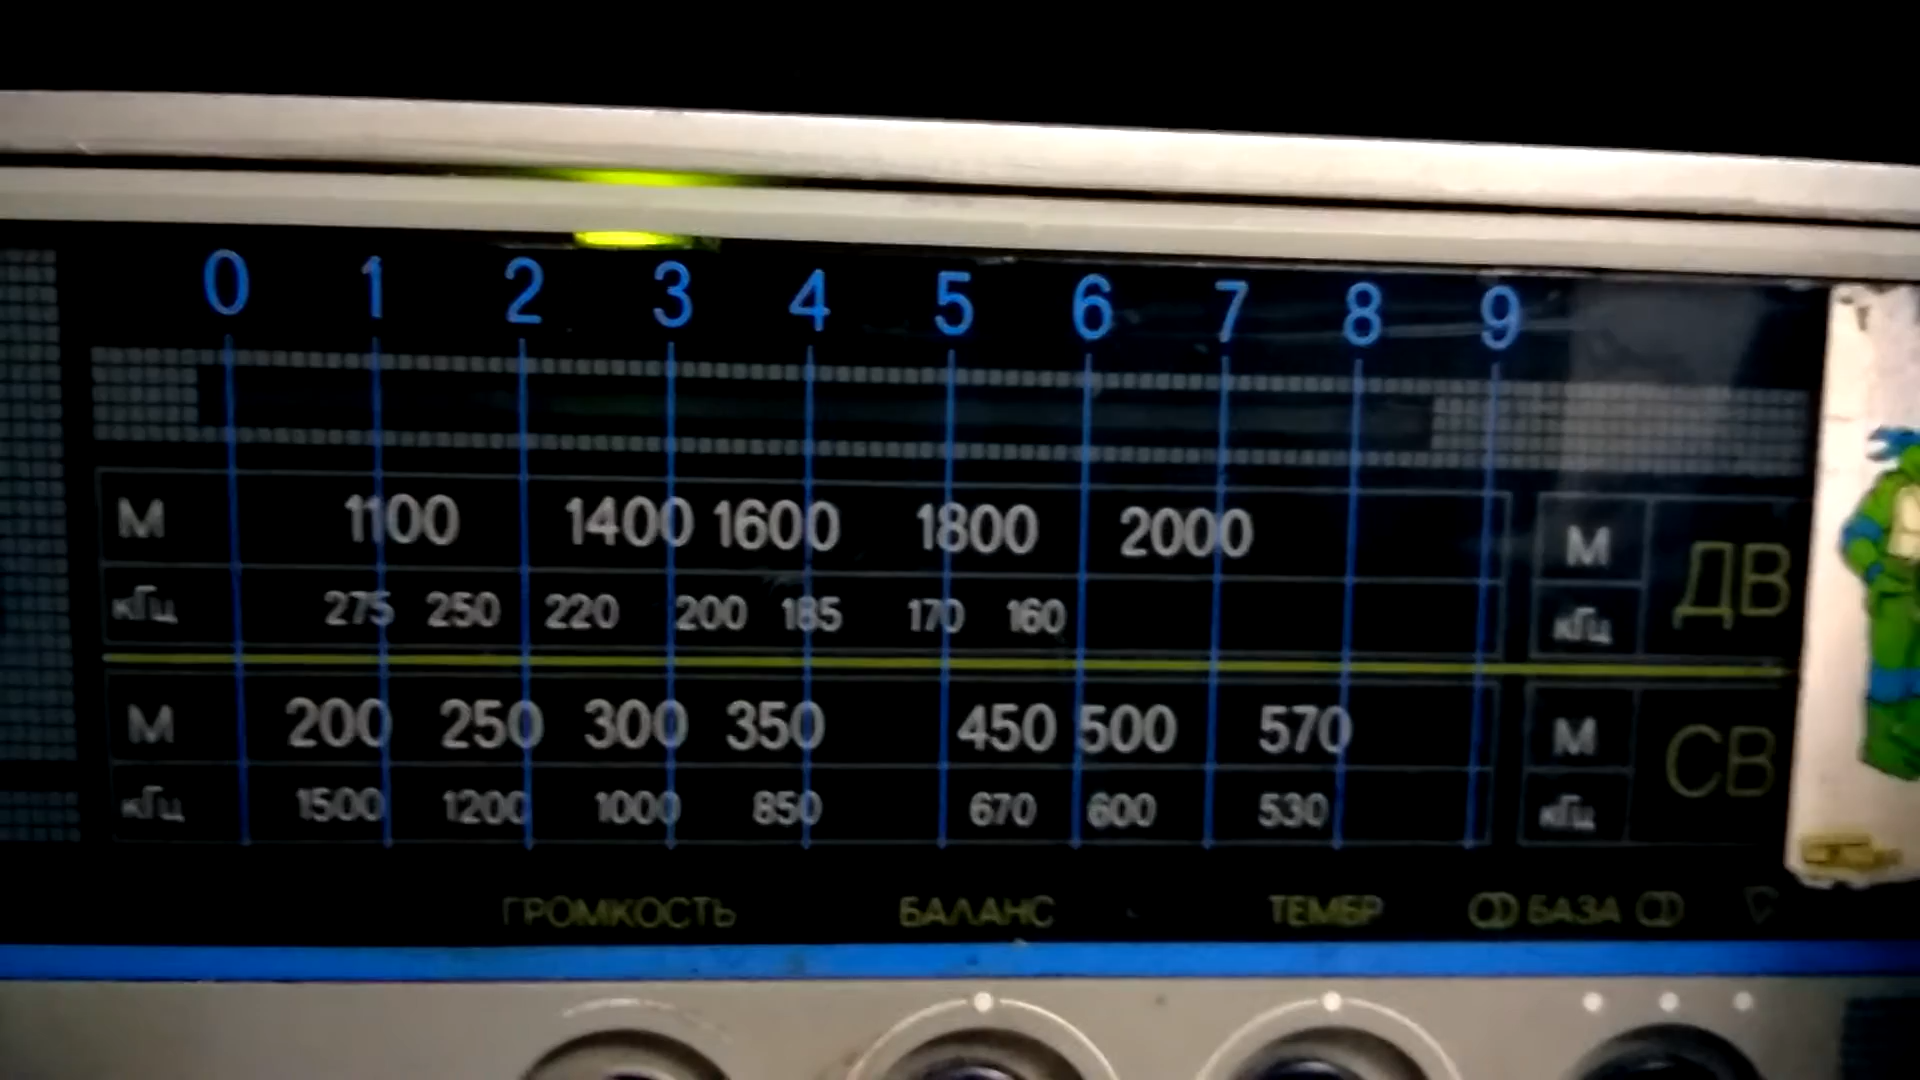 0 1 2 3 4 5 6 7 8 9
М 1100 1400 1600 1800 2000 М
кГц 275 250 220 200 185 170 160 кГц
ДВ
М 200 250 300 350 450 500 570 М
кГц 1500 1200 1000 850 670 600 530 кГц
СВ
ГРОМКОСТЬ БАЛАНС ТЕМБР БАЗА